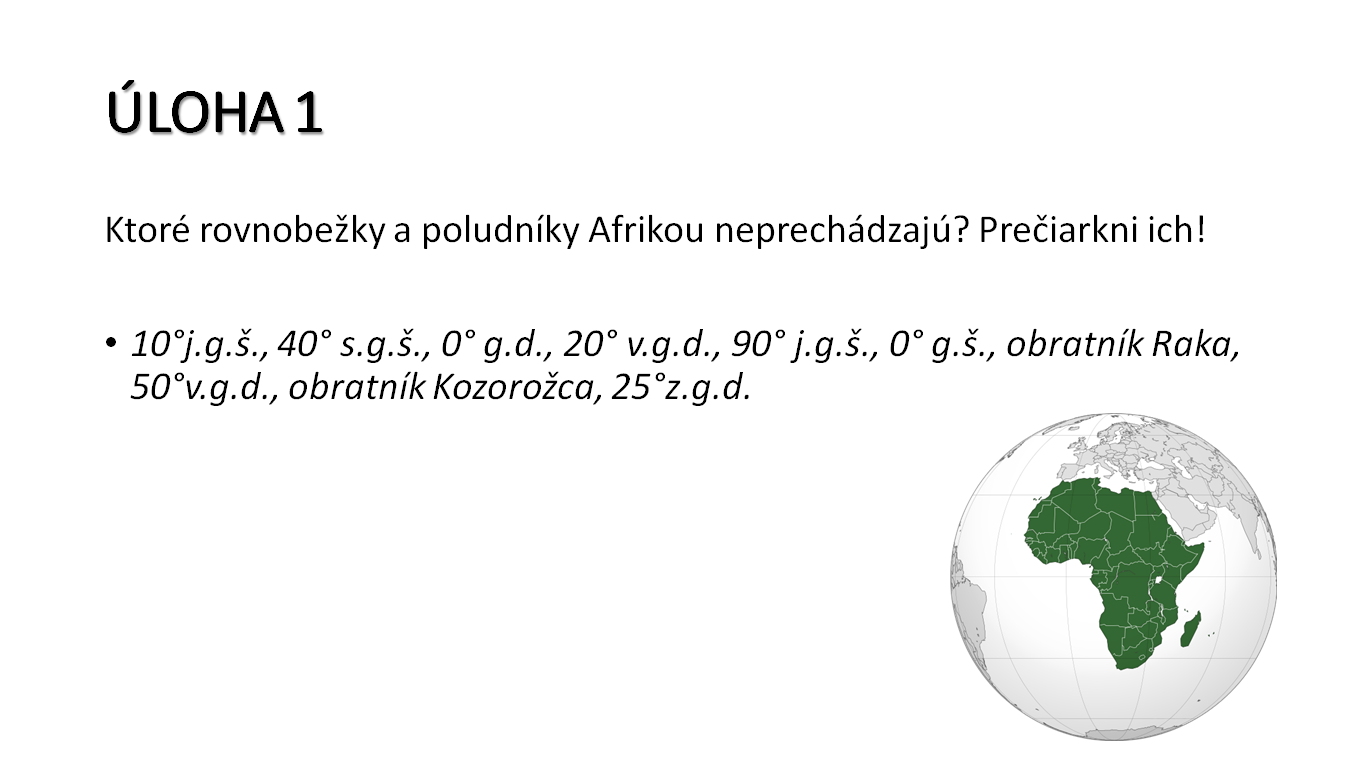 ÚLOHA 1
Ktoré rovnobežky a poludníky Afrikou neprechádzajú? Prečiarkni ich!
• 10°j.g.š., 40° s.g.š., 0° g.d., 20° v.g.d., 90° j.g.š., 0° g.š., obratník Raka,
50°v.g.d., obratník Kozorožca, 25°z.g.d.